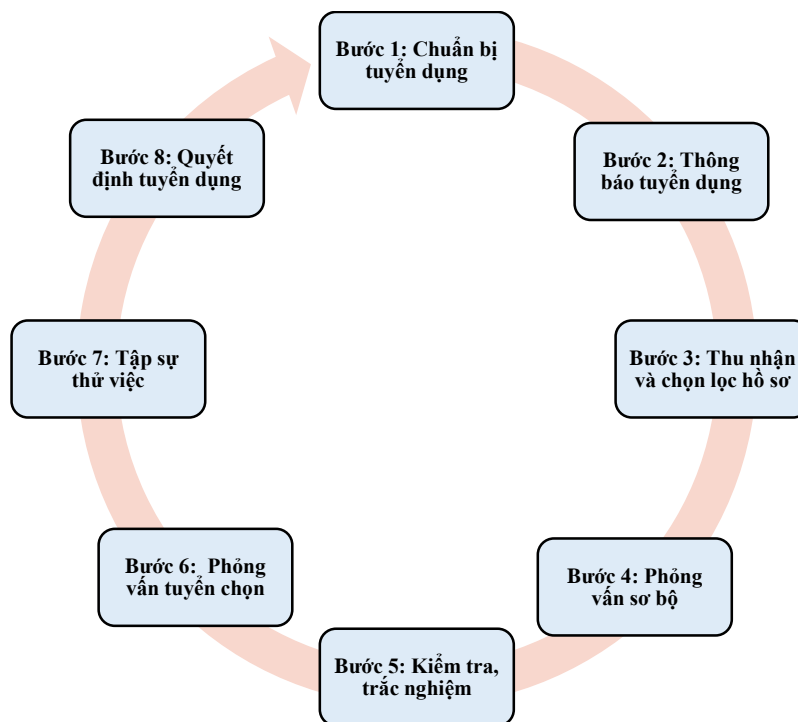 Bước 1: Chuẩn bị
tuyển dụng
Bước 2: Thông
báo tuyển dụng
Bước 3: Thu nhận
và chọn lọc hồ sơ
Bước 4: Phỏng
vấn sơ bộ
Bước 5: Kiểm tra,
trắc nghiệm
Bước 6:  Phỏng
vấn tuyển chọn
Bước 7: Tập sự
thử việc
Bước 8: Quyết
định tuyển dụng